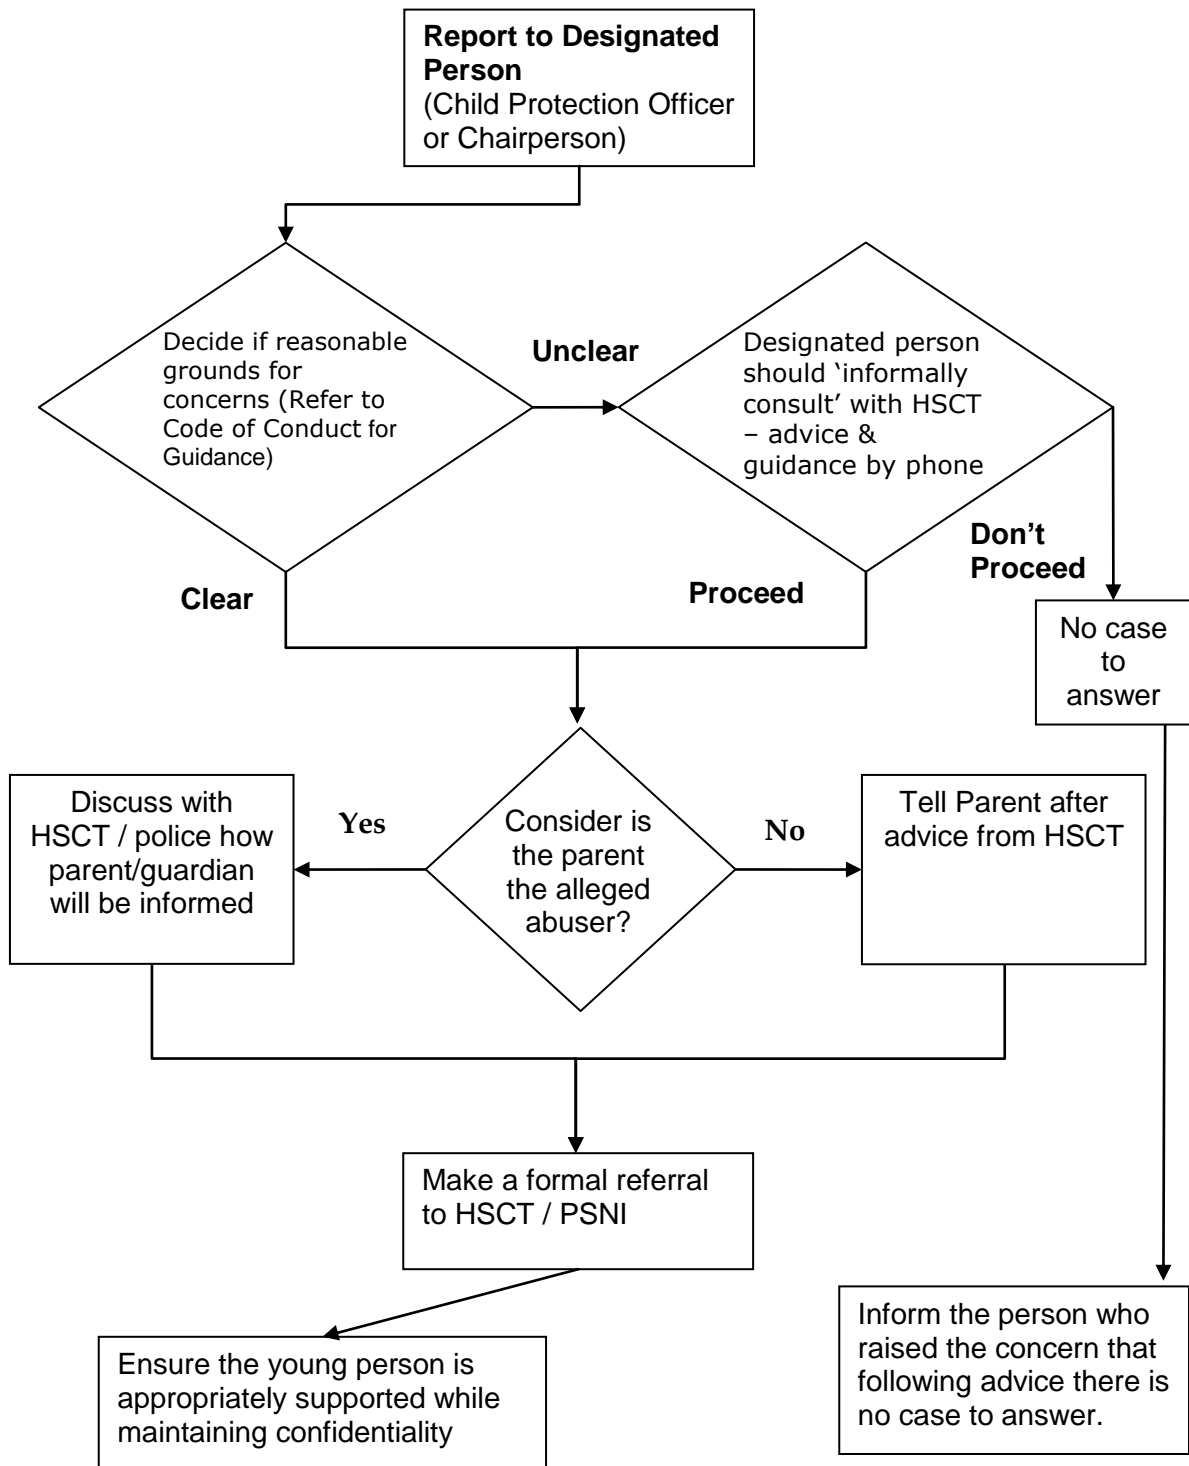 Report to Designated
Person
(Child Protection Officer
or Chairperson)
Decide if reasonable
grounds for
concerns (Refer to
Code of Conduct for
Guidance)
Unclear
Designated person
should ‘informally
consult’ with HSCT
– advice &
guidance by phone
Don’t
Proceed
Clear
Proceed
No case
to
answer
Discuss with
HSCT / police how
parent/guardian
will be informed
Yes
Consider is
the parent
the alleged
abuser?
No
Tell Parent after
advice from HSCT
Make a formal referral
to HSCT / PSNI
Ensure the young person is
appropriately supported while
maintaining confidentiality
Inform the person who
raised the concern that
following advice there is
no case to answer.